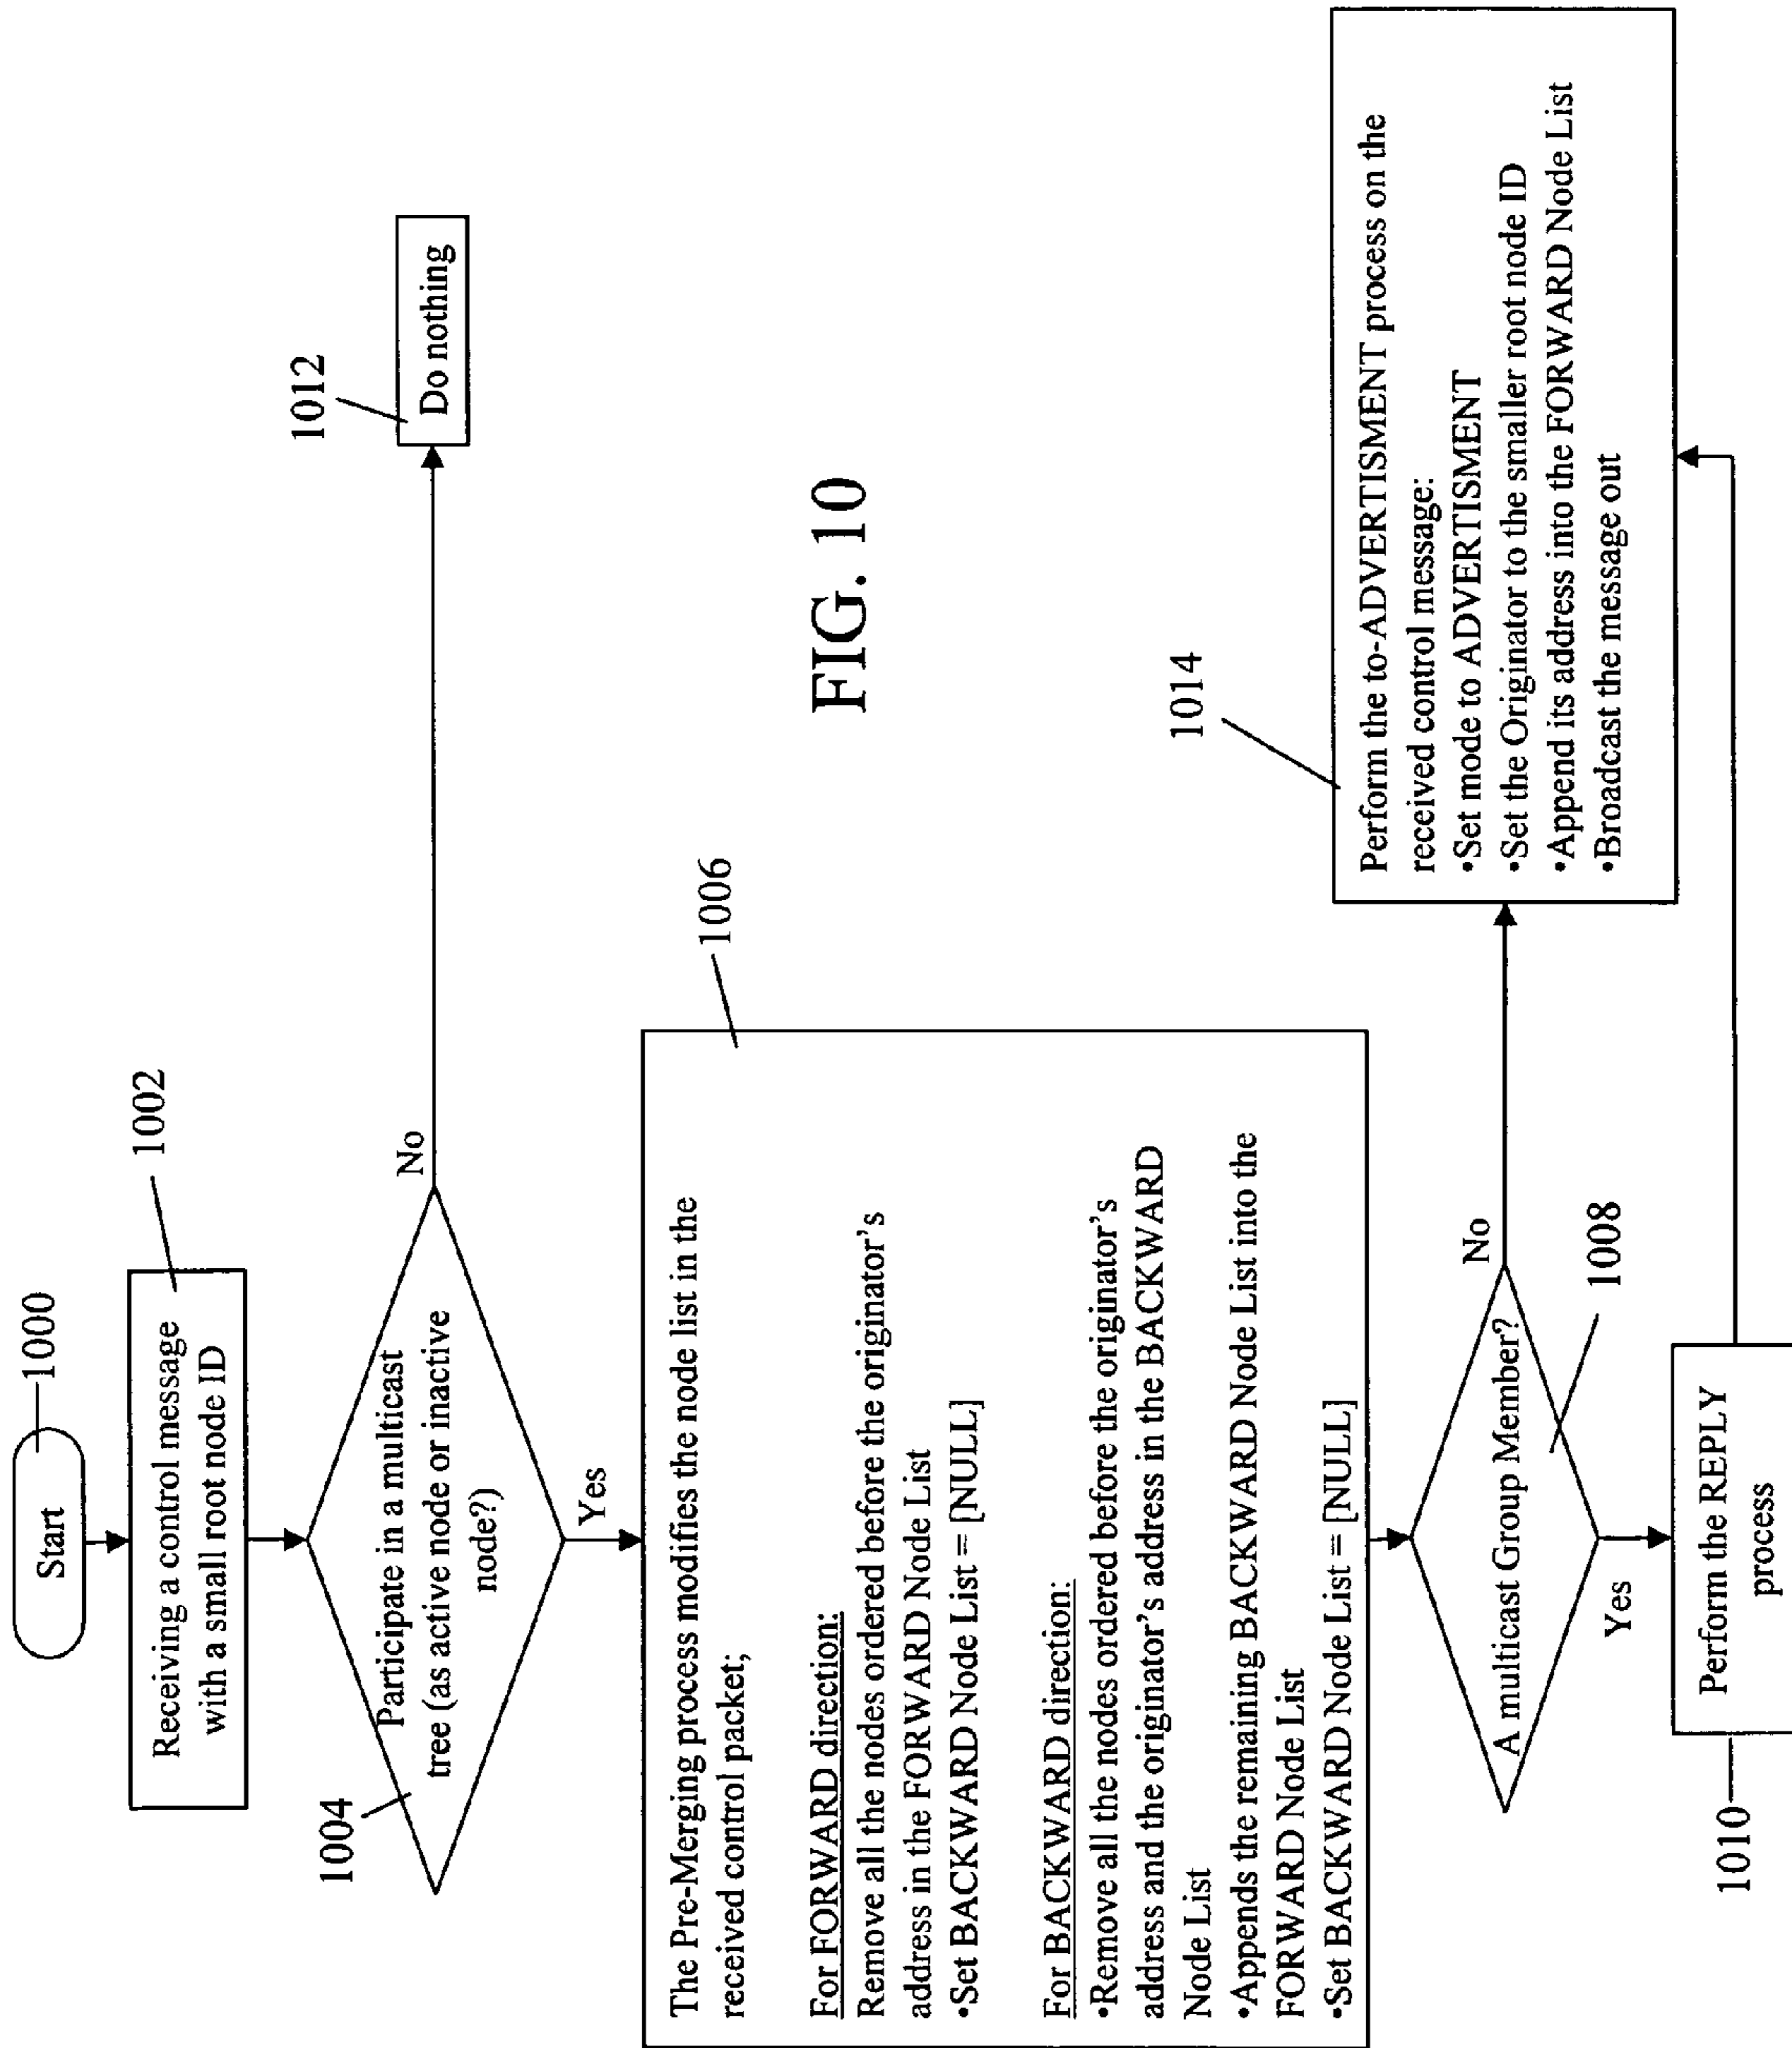 Start
1000
Receiving a control message
with a small root node ID
1002
Participate in a multicast
tree (as active node or inactive
node?)
1004
No
Do nothing
1012
Yes
The Pre-Merging process modifies the node list in the
received control packet;
For FORWARD direction:
Remove all the nodes ordered before the originator's
address in the FORWARD Node List
•Set BACKWARD Node List = [NULL]
For BACKWARD direction:
•Remove all the nodes ordered before the originator's
address and the originator's address in the BACKWARD
Node List
•Appends the remaining BACKWARD Node List into the
FORWARD Node List
•Set BACKWARD Node List = [NULL]
1006
FIG. 10
A multicast Group Member?
1008
No
Yes
Perform the REPLY
process
1010
1014
Perform the to-ADVERTISMENT process on the
received control message:
•Set mode to ADVERTISMENT
•Set the Originator to the smaller root node ID
•Append its address into the FORWARD Node List
•Broadcast the message out